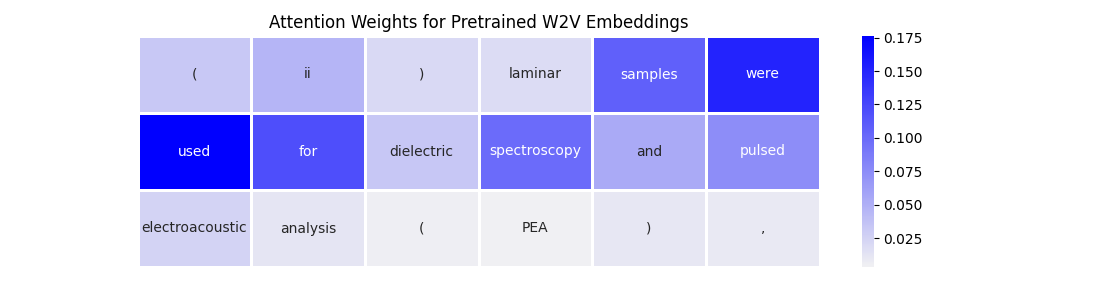 Attention Weights for Pretrained W2V Embeddings
( ii ) laminar samples were
used for dielectric spectroscopy and pulsed
electroacoustic analysis ( PEA ) ,
0.175
0.150
0.125
0.100
0.075
0.050
0.025